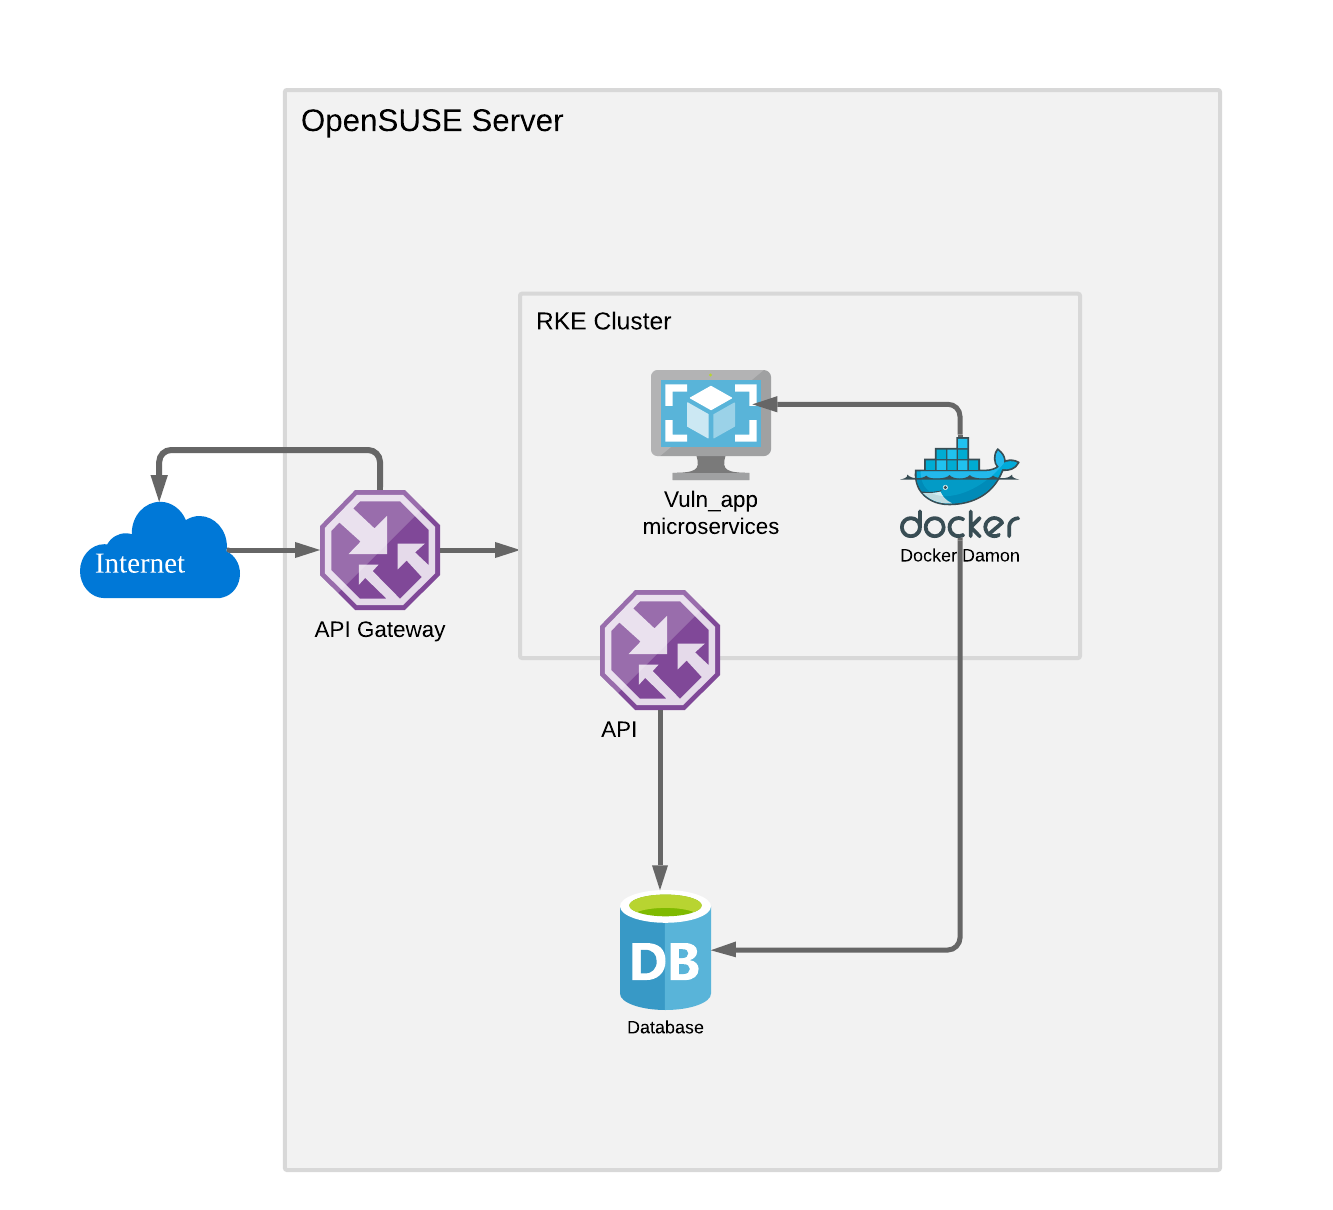 OpenSUSE Server
RKE Cluster
Vuln_app
microservices
docker
Docker Damon
Internet
API Gateway
API
DB
Database